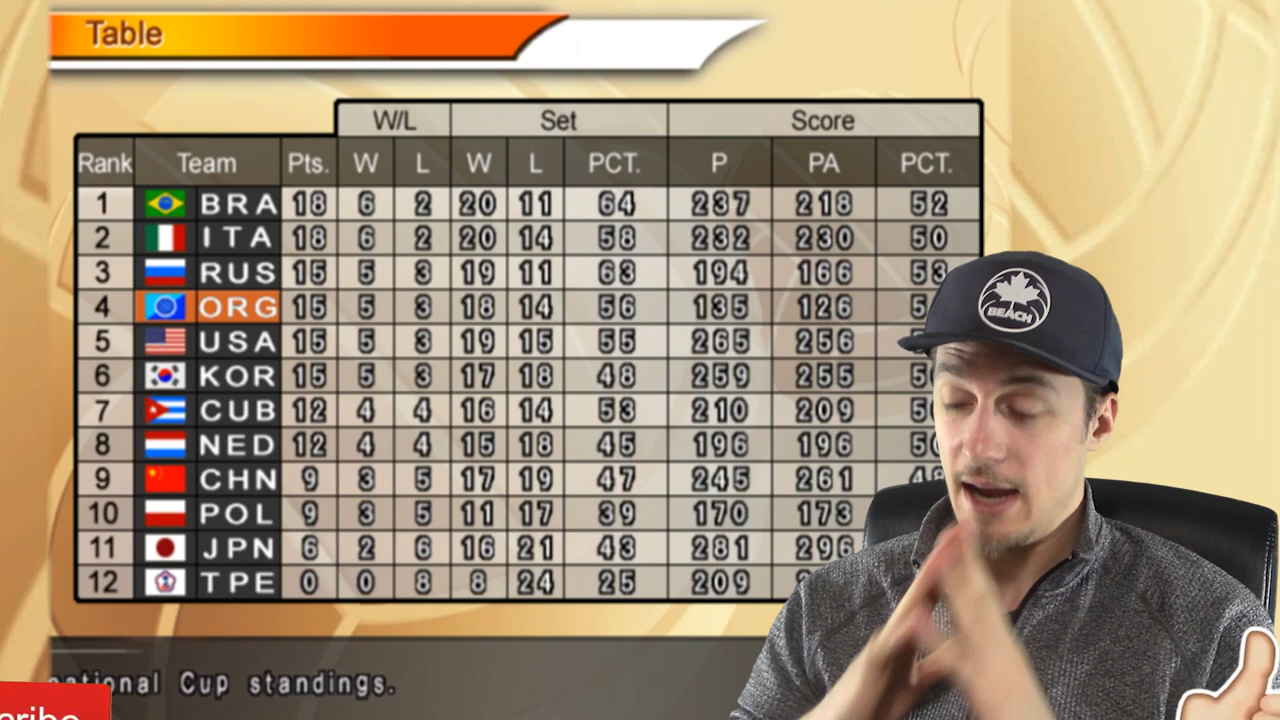 Table
W/L Set Score
Rank Team Pts. W L W L PCT. P PA PCT.
1 BRA 18 6 2 20 11 64 237 218 52
2 ITA 18 6 2 20 14 58 232 230 50
3 RUS 15 5 3 19 11 63 194 166 53
4 ORG 15 5 3 18 14 56 135 126
5 USA 15 5 3 19 15 55 265 256
6 KOR 15 5 3 17 18 48 259 255
7 CUB 12 4 4 16 14 53 210 209
8 NED 12 4 4 15 18 45 196 196
9 CHN 9 3 5 17 19 47 245 261
10 POL 9 3 5 11 17 39 170 173
11 JPN 6 2 6 16 21 43 281 296
12 TPE 0 0 8 8 24 25 209
BEACH
national Cup standings.